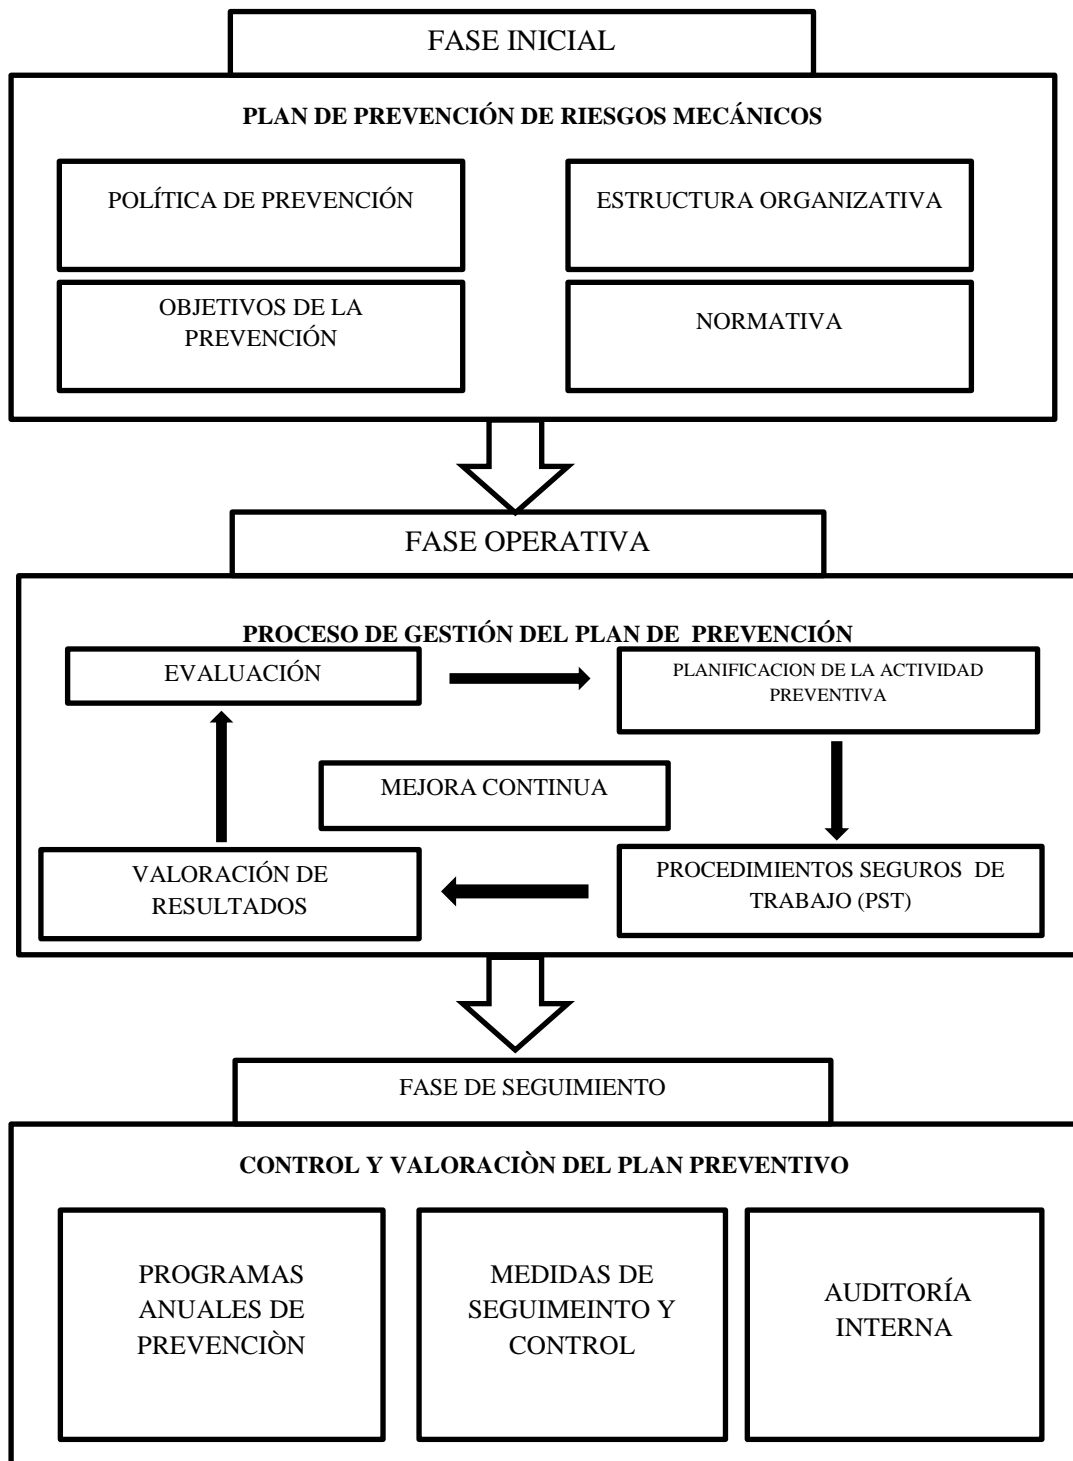 FASE INICIAL
PLAN DE PREVENCIÓN DE RIESGOS MECÁNICOS
POLÍTICA DE PREVENCIÓN
ESTRUCTURA ORGANIZATIVA
OBJETIVOS DE LA
PREVENCIÓN
NORMATIVA
FASE OPERATIVA
PROCESO DE GESTIÓN DEL PLAN DE PREVENCIÓN
EVALUACIÓN
PLANIFICACION DE LA ACTIVIDAD
PREVENTIVA
MEJORA CONTINUA
VALORACIÓN DE
RESULTADOS
PROCEDIMIENTOS SEGUROS DE
TRABAJO (PST)
FASE DE SEGUIMIENTO
CONTROL Y VALORACIÒN DEL PLAN PREVENTIVO
PROGRAMAS
ANUALES DE
PREVENCIÒN
MEDIDAS DE
SEGUIMEINTO Y
CONTROL
AUDITORÍA
INTERNA